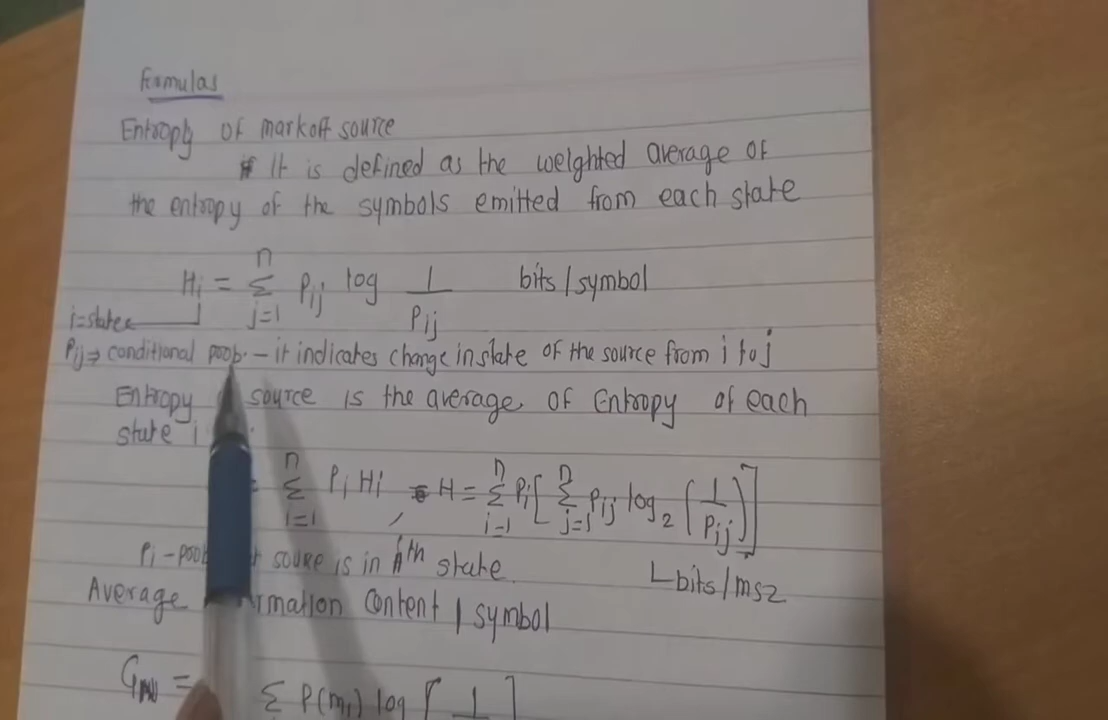 Formulas
Entropy of markoff source
It is defined as the weighted average of
the entropy of the symbols emitted from each state
Hi = n Σ j=1 Pij log 1/Pij bits/symbol
i=state
Pij ⇒ conditional prob. – it indicates change in state of the source from i to j
Entropy source is the average of Entropy of each
state i
n Σ i=1 Pi Hi , H = n Σ i=1 Pi [ n Σ j=1 Pij log2 (1/Pij) ]
Pi – source is in ith state.
bits/msz
Average Content / symbol
GN = Σ P(mi) log [ 1 ]